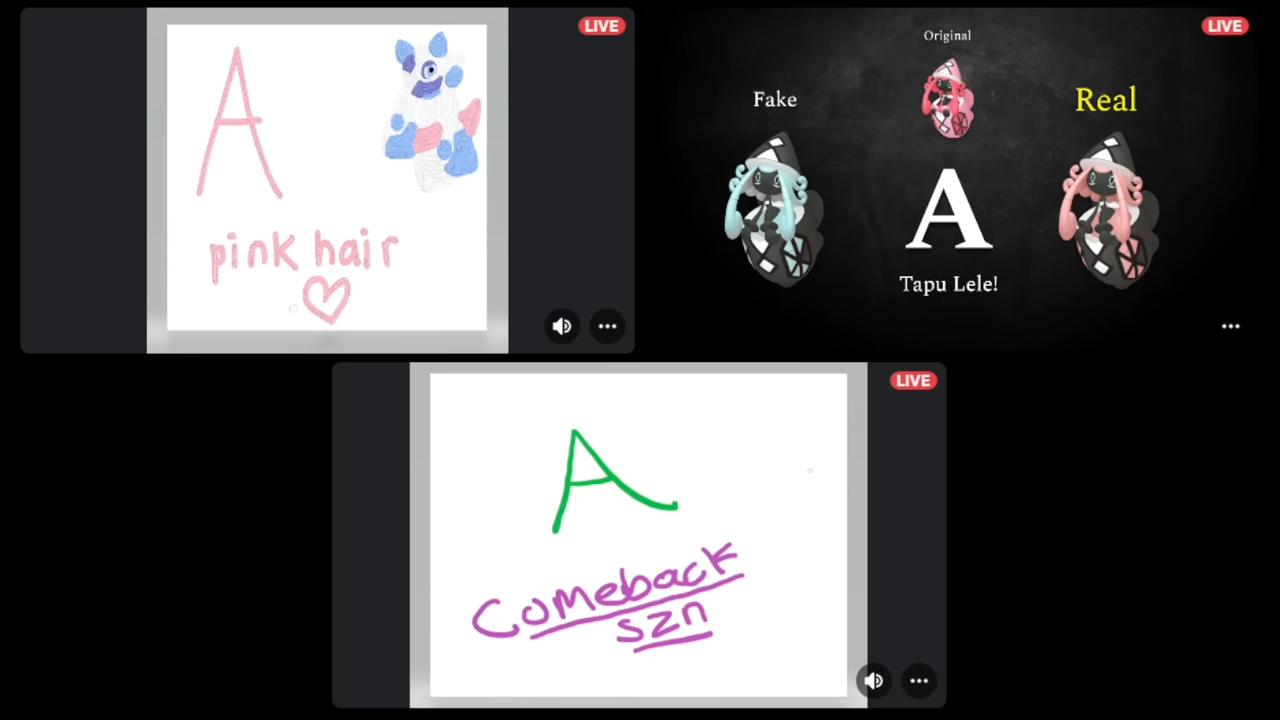 A
pink hair
LIVE
Original
Fake
Real
A
Tapu Lele!
LIVE
A
Comeback
szn
LIVE